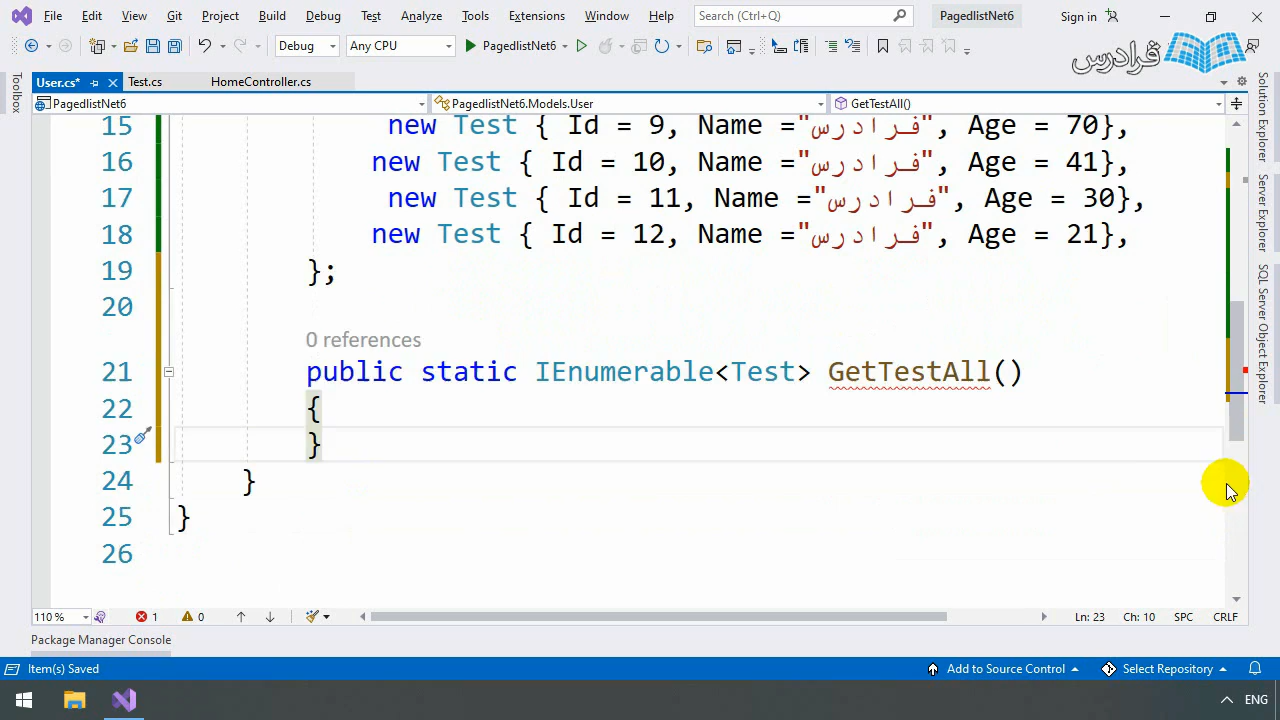 File Edit View Git Project Build Debug Test Analyze Tools Extensions Window Help Search (Ctrl+Q) PagedlistNet6 Sign in
Debug Any CPU PagedlistNet6 فرادرس
User.cs* Test.cs HomeController.cs
PagedlistNet6 PagedlistNet6.Models.User GetTestAll()
15 new Test { Id = 9, Name ="فرادرس", Age = 70},
16 new Test { Id = 10, Name ="فرادرس", Age = 41},
17 new Test { Id = 11, Name ="فرادرس", Age = 30},
18 new Test { Id = 12, Name ="فرادرس", Age = 21},
19 };
20
0 references
21 public static IEnumerable<Test> GetTestAll()
22 {
23 }
24 }
25 }
26
Toolbox
Solution Explorer
Server Explorer
SQL Server Object Explorer
110 % 1 0 Ln: 23 Ch: 10 SPC CRLF
Package Manager Console
Item(s) Saved Add to Source Control Select Repository
ENG